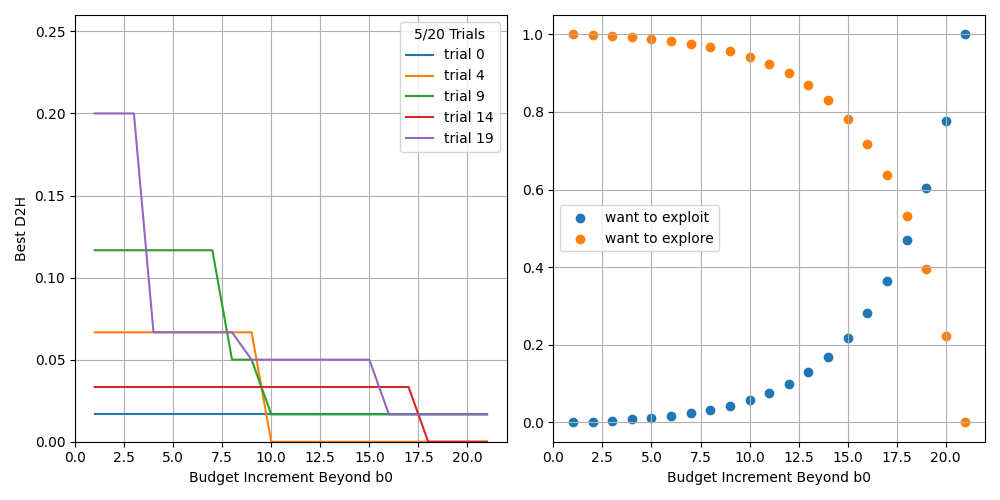 0.25
0.20
0.15
0.10
0.05
0.00
Best D2H
5/20 Trials
trial 0
trial 4
trial 9
trial 14
trial 19
0.0 2.5 5.0 7.5 10.0 12.5 15.0 17.5 20.0
Budget Increment Beyond b0
1.0
0.8
0.6
0.4
0.2
0.0
want to exploit
want to explore
0.0 2.5 5.0 7.5 10.0 12.5 15.0 17.5 20.0
Budget Increment Beyond b0